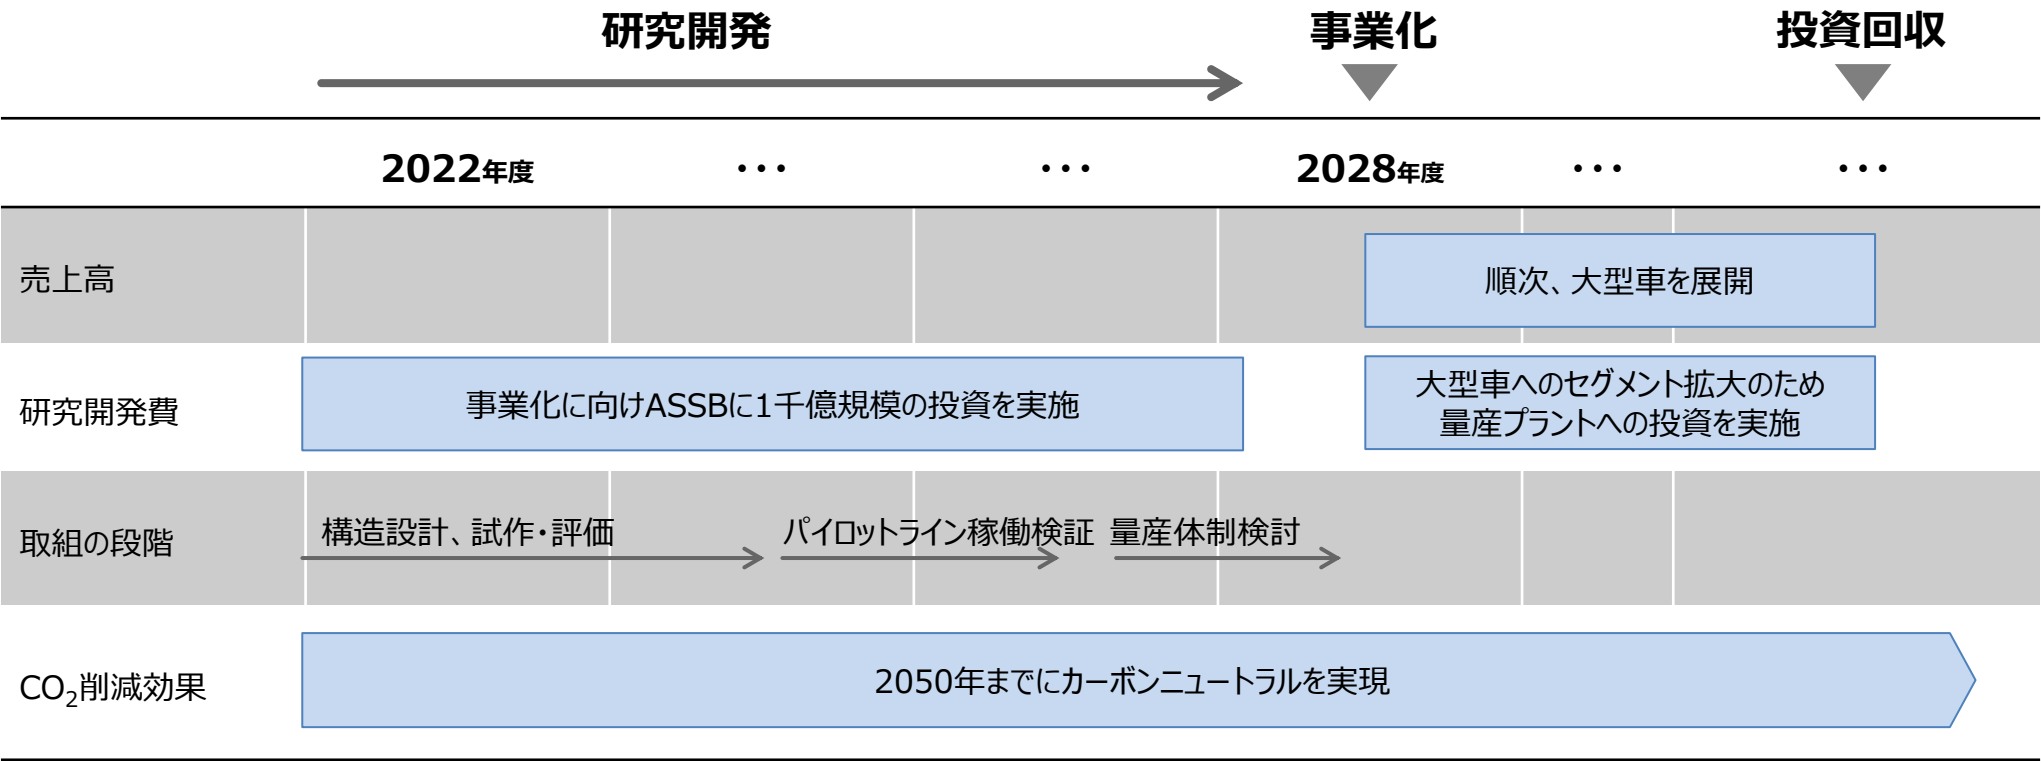 研究開発 事業化 投資回収
2022年度 ・・・ ・・・ 2028年度 ・・・ ・・・
売上高 順次、大型車を展開
研究開発費 事業化に向けASSBに1千億規模の投資を実施
大型車へのセグメント拡大のため
量産プラントへの投資を実施
取組の段階 構造設計、試作・評価 パイロットライン稼働検証 量産体制検討
CO₂削減効果 2050年までにカーボンニュートラルを実現